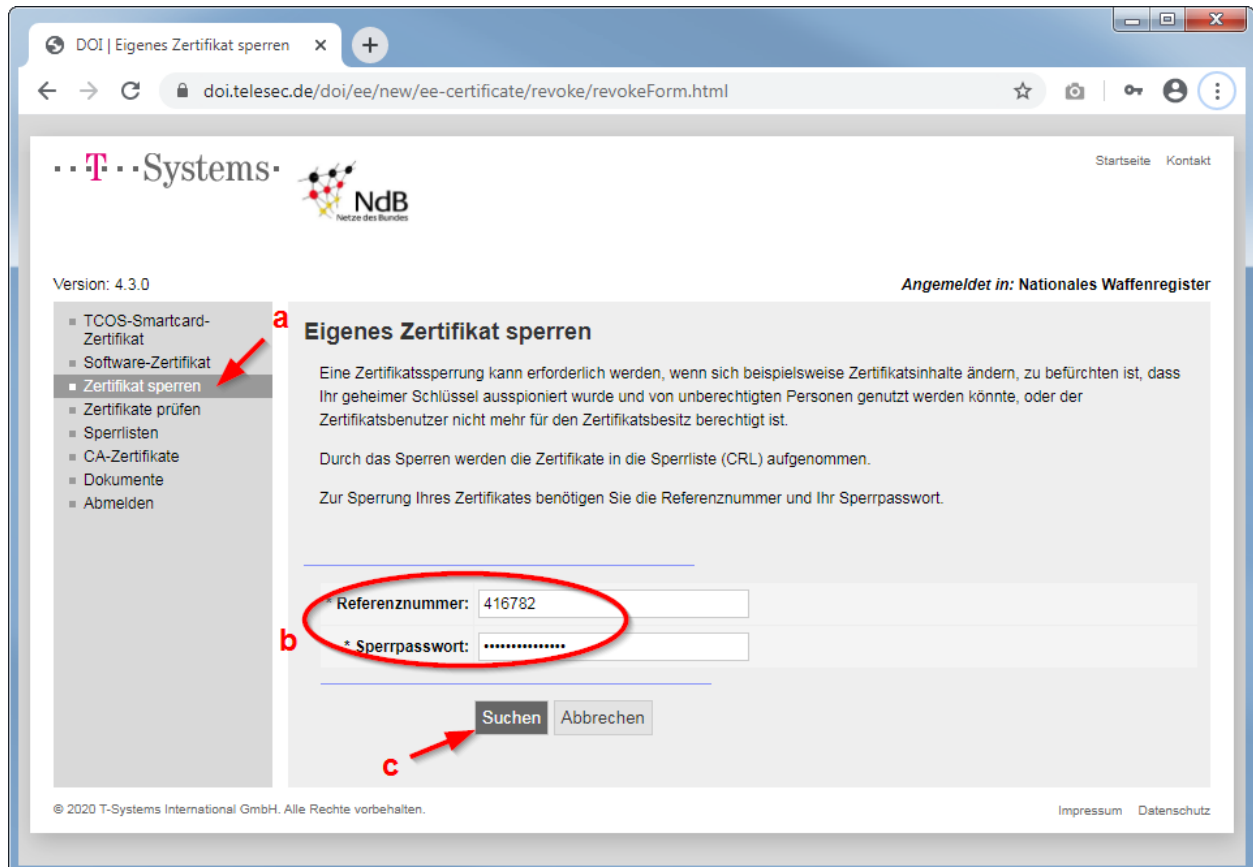 DOI | Eigenes Zertifikat sperren
doi.telesec.de/doi/ee/new/ee-certificate/revoke/revokeForm.html
··T··Systems·
NdB
Netze des Bundes
Startseite Kontakt
Version: 4.3.0
Angemeldet in: Nationales Waffenregister
TCOS-Smartcard-
Zertifikat
Software-Zertifikat
Zertifikat sperren
Zertifikate prüfen
Sperrlisten
CA-Zertifikate
Dokumente
Abmelden
a
Eigenes Zertifikat sperren
Eine Zertifikatssperrung kann erforderlich werden, wenn sich beispielsweise Zertifikatsinhalte ändern, zu befürchten ist, dass
Ihr geheimer Schlüssel ausspioniert wurde und von unberechtigten Personen genutzt werden könnte, oder der
Zertifikatsbenutzer nicht mehr für den Zertifikatsbesitz berechtigt ist.
Durch das Sperren werden die Zertifikate in die Sperrliste (CRL) aufgenommen.
Zur Sperrung Ihres Zertifikates benötigen Sie die Referenznummer und Ihr Sperrpasswort.
* Referenznummer: 416782
b
* Sperrpasswort: •••••••••••••••
Suchen Abbrechen
c
© 2020 T-Systems International GmbH. Alle Rechte vorbehalten.
Impressum Datenschutz